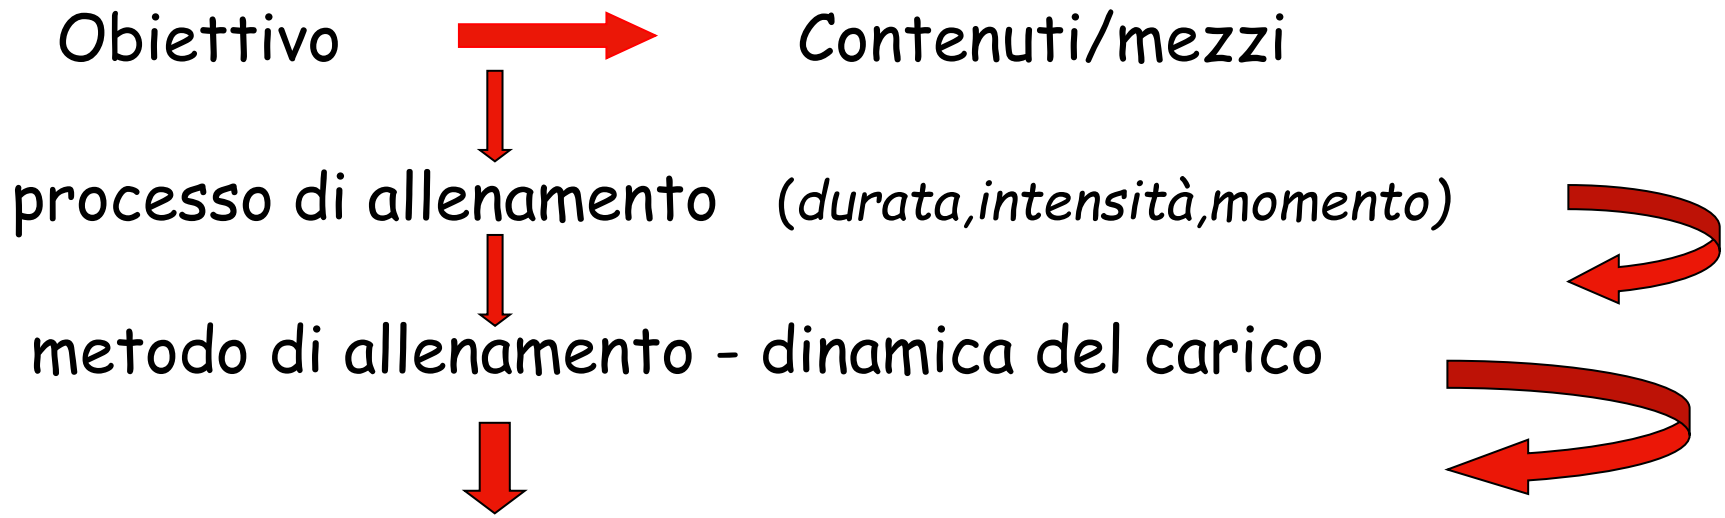 Obiettivo Contenuti/mezzi
processo di allenamento (durata,intensità,momento)
metodo di allenamento - dinamica del carico